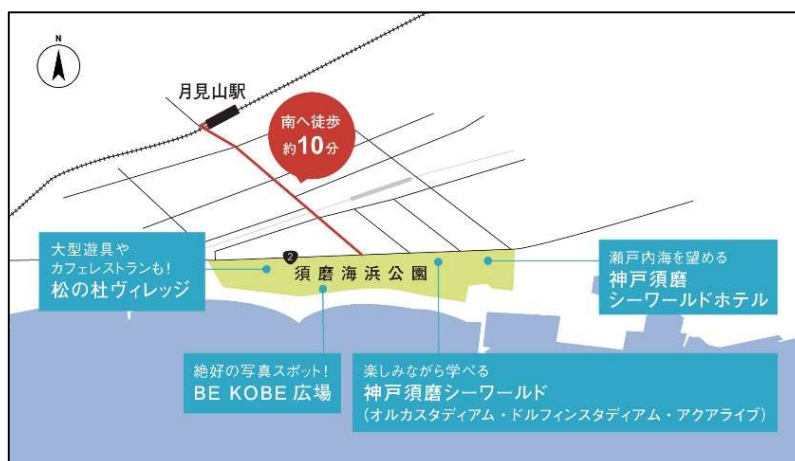 N
月見山駅
南へ徒歩
約10分
大型遊具や
カフェレストランも!
松の杜ヴィレッジ
2
須磨海浜公園
瀬戸内海を望める
神戸須磨
シーワールドホテル
絶好の写真スポット!
BE KOBE 広場
楽しみながら学べる
神戸須磨シーワールド
(オルカスタディアム・ドルフィンスタディアム・アクアライブ)